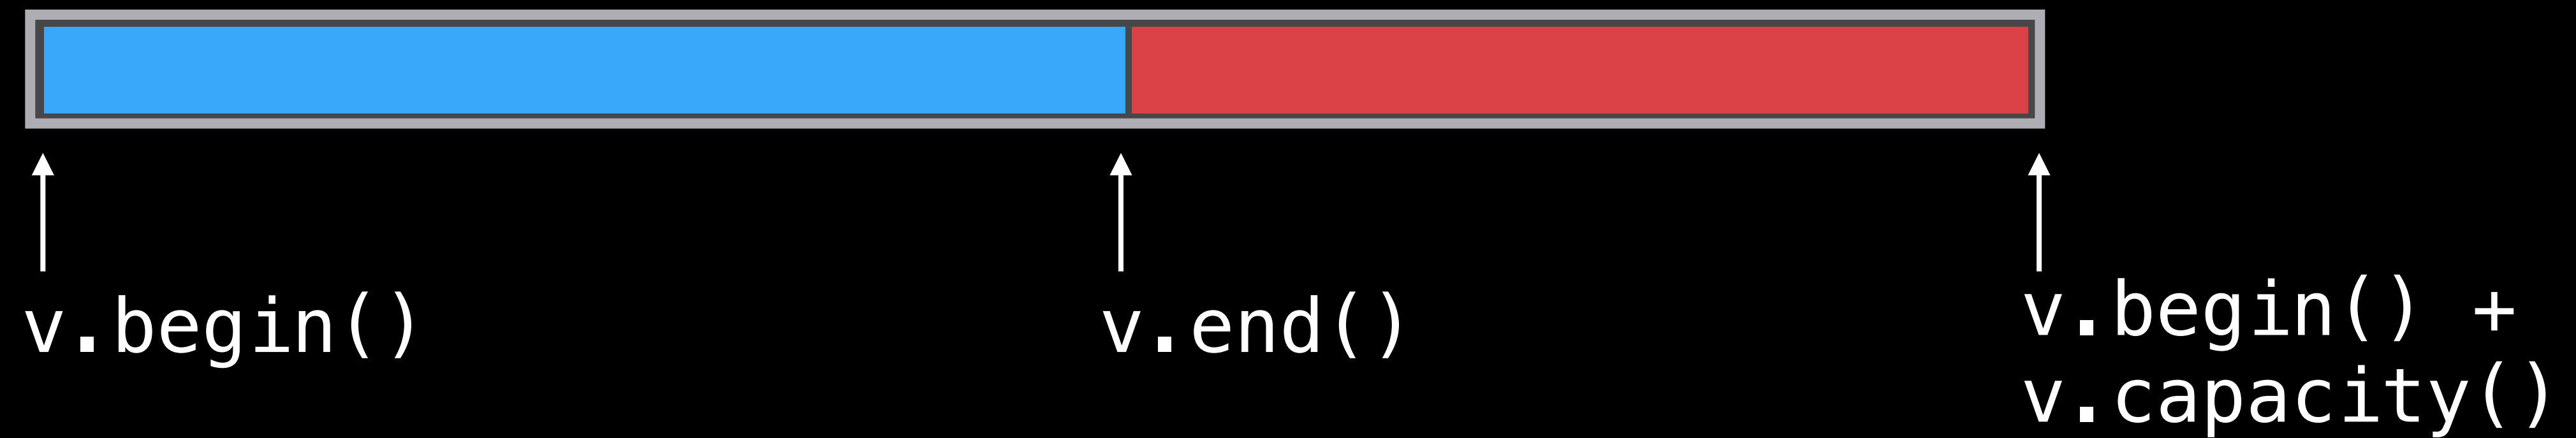 v.begin()
v.end()
v.begin() +
v.capacity()